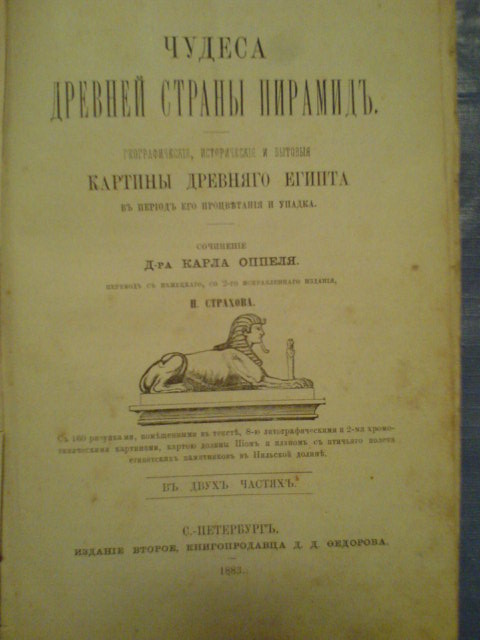 ЧУДЕСА
ДРЕВНЕЙ СТРАНЫ ПИРАМИДЪ.
ГЕОГРАФИЧЕСКІЯ, ИСТОРИЧЕСКІЯ И БЫТОВЫЯ
КАРТИНЫ ДРЕВНЯГО ЕГИПТА
ВЪ ПЕРІОДЪ ЕГО ПРОЦВѢТАНІЯ И УПАДКА.
СОЧИНЕНІЕ
Д-РА КАРЛА ОППЕЛЯ.
ПЕРЕВОДЪ СЪ НѢМЕЦКАГО, СО 2-ГО ИСПРАВЛЕННАГО ИЗДАНІЯ,
Н. СТРАХОВА.
Съ 160 рисунками, помѣщенными въ текстѣ, 8-ю литографическими и 2-мя хромо-
литографическими картинами, картою долины Нила и планомъ съ птичьяго полета
египетскихъ памятниковъ въ Нильской долинѣ.
ВЪ ДВУХЪ ЧАСТЯХЪ.
С.-ПЕТЕРБУРГЪ.
ИЗДАНІЕ ВТОРОЕ, КНИГОПРОДАВЦА Д. Д. ѲЕДОРОВА.
1883.